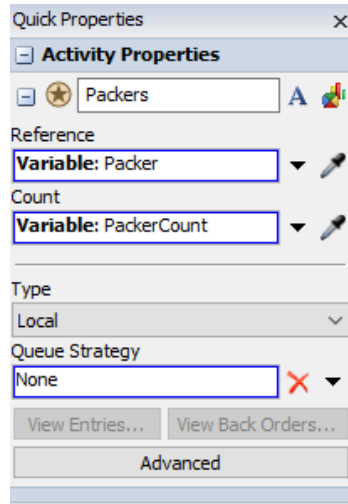 Quick Properties
Activity Properties
Packers
Reference
Variable: Packer
Count
Variable: PackerCount
Type
Local
Queue Strategy
None
View Entries... View Back Orders...
Advanced